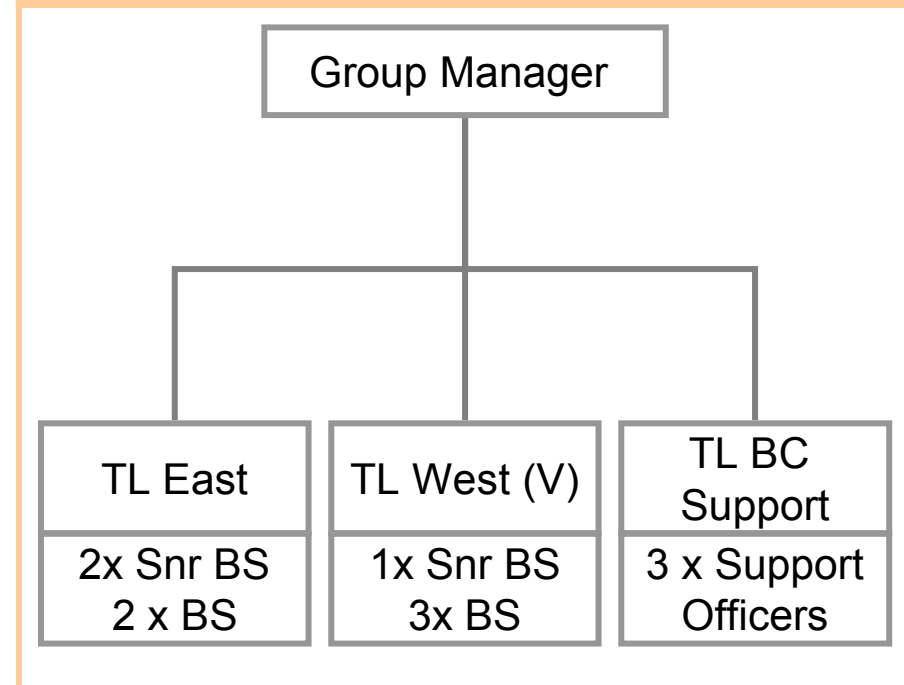 Group Manager
TL East
2x Snr BS
2 x BS
TL West (V)
1x Snr BS
3x BS
TL BC
Support
3 x Support
Officers